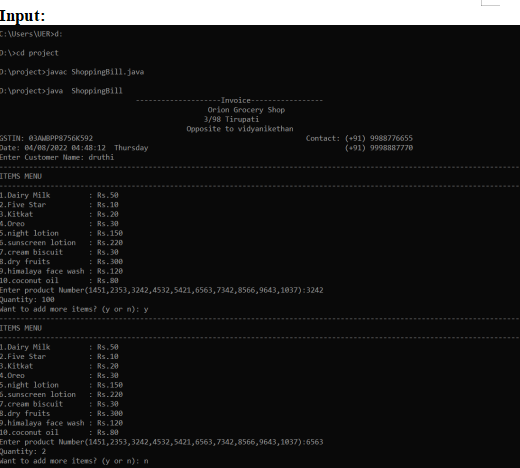 Input:
C:\Users\UER>d:
D:\>cd project
D:\project>javac ShoppingBill.java
D:\project>java  ShoppingBill
--------------------Invoice-----------------
Orion Grocery Shop
3/98 Tirupati
Opposite to vidyanikethan
GSTIN: 03AWBPP8756K592 Contact: (+91) 9988776655
Date: 04/08/2022 04:48:12  Thursday (+91) 9998887770
Enter Customer Name: druthi
ITEMS MENU
1.Dairy Milk : Rs.50
2.Five Star : Rs.10
3.Kitkat : Rs.20
4.Oreo : Rs.30
5.night lotion : Rs.150
6.sunscreen lotion : Rs.220
7.cream biscuit : Rs.30
8.dry fruits : Rs.300
9.himalaya face wash : Rs.120
10.coconut oil : Rs.80
Enter product Number(1451,2353,3242,4532,5421,6563,7342,8566,9643,1037):3242
Quantity: 100
Want to add more items? (y or n): y
ITEMS MENU
1.Dairy Milk : Rs.50
2.Five Star : Rs.10
3.Kitkat : Rs.20
4.Oreo : Rs.30
5.night lotion : Rs.150
6.sunscreen lotion : Rs.220
7.cream biscuit : Rs.30
8.dry fruits : Rs.300
9.himalaya face wash : Rs.120
10.coconut oil : Rs.80
Enter product Number(1451,2353,3242,4532,5421,6563,7342,8566,9643,1037):6563
Quantity: 2
Want to add more items? (y or n): n